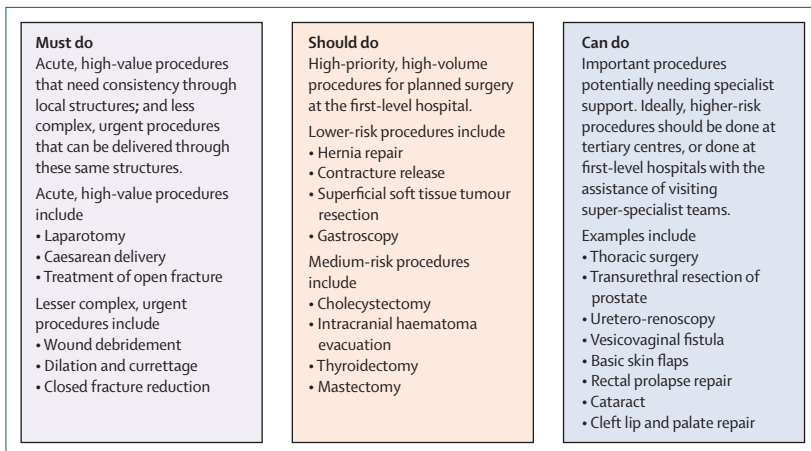 Must do
Acute, high-value procedures
that need consistency through
local structures; and less
complex, urgent procedures
that can be delivered through
these same structures.
Acute, high-value procedures
include
• Laparotomy
• Caesarean delivery
• Treatment of open fracture
Lesser complex, urgent
procedures include
• Wound debridement
• Dilation and currettage
• Closed fracture reduction
Should do
High-priority, high-volume
procedures for planned surgery
at the first-level hospital.
Lower-risk procedures include
• Hernia repair
• Contracture release
• Superficial soft tissue tumour
resection
• Gastroscopy
Medium-risk procedures
include
• Cholecystectomy
• Intracranial haematoma
evacuation
• Thyroidectomy
• Mastectomy
Can do
Important procedures
potentially needing specialist
support. Ideally, higher-risk
procedures should be done at
tertiary centres, or done at
first-level hospitals with the
assistance of visiting
super-specialist teams.
Examples include
• Thoracic surgery
• Transurethral resection of
prostate
• Uretero-renoscopy
• Vesicovaginal fistula
• Basic skin flaps
• Rectal prolapse repair
• Cataract
• Cleft lip and palate repair